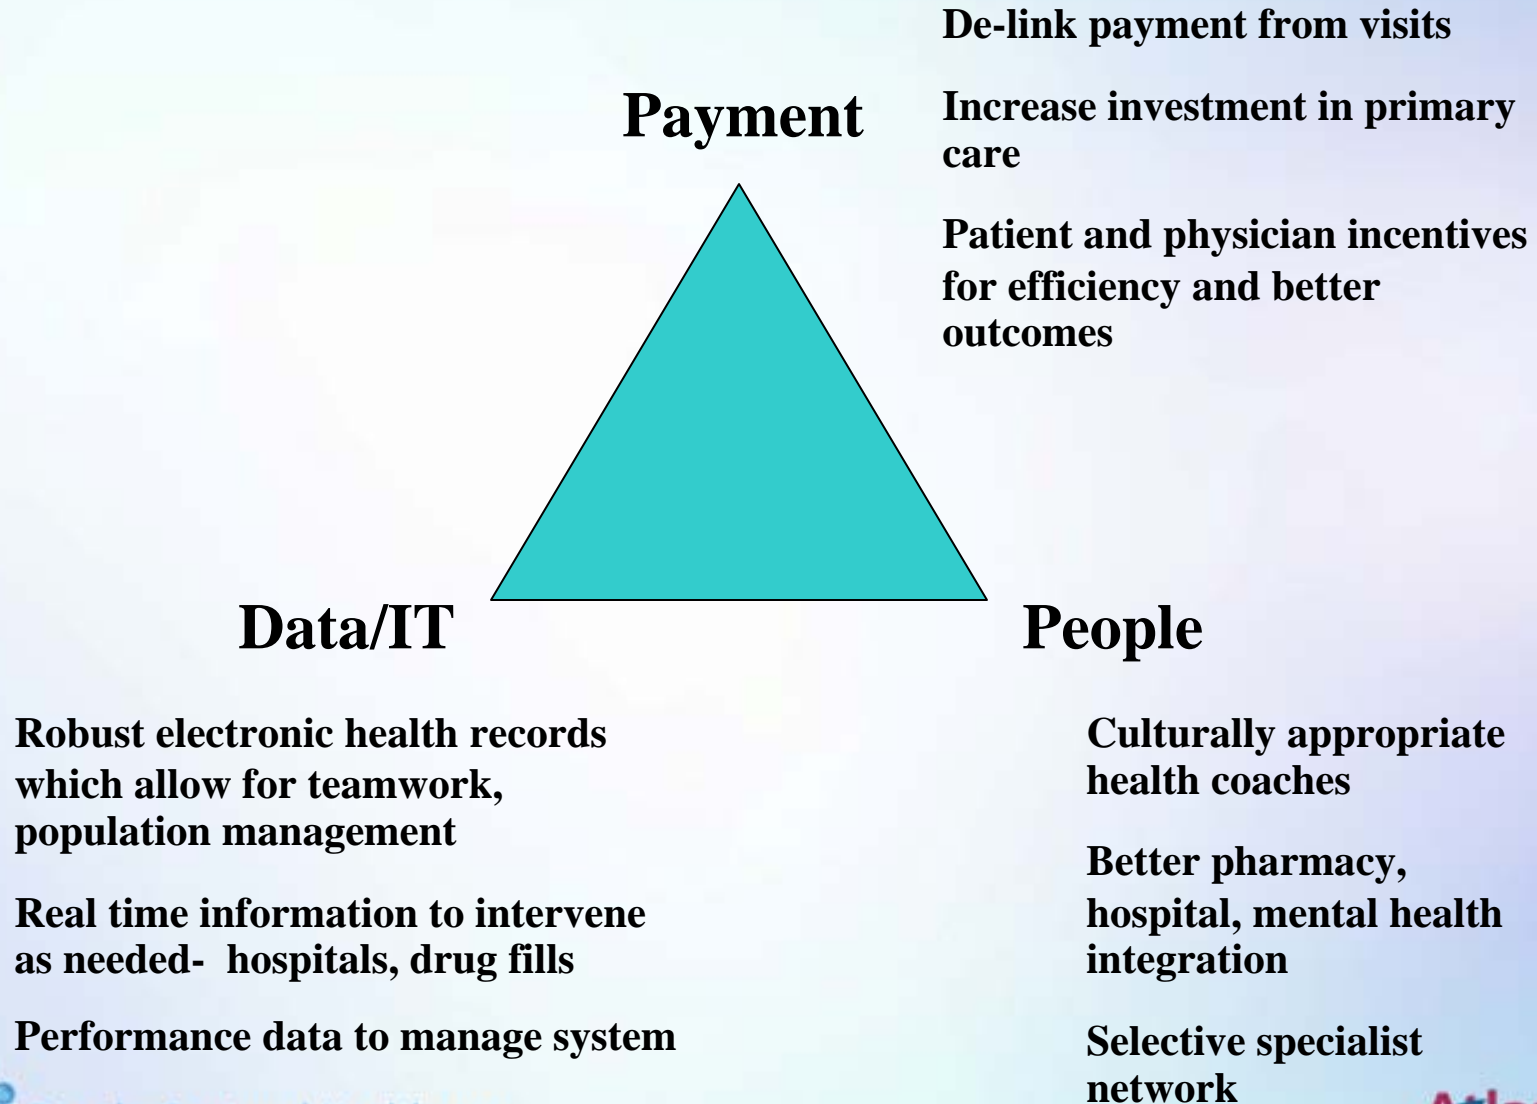 De-link payment from visits
Payment
Increase investment in primary
care
Patient and physician incentives
for efficiency and better
outcomes
Data/IT
People
Robust electronic health records
which allow for teamwork,
population management
Real time information to intervene
as needed- hospitals, drug fills
Performance data to manage system
Culturally appropriate
health coaches
Better pharmacy,
hospital, mental health
integration
Selective specialist
network